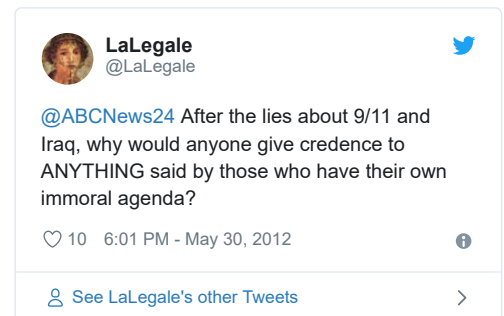 LaLegale
@LaLegale
@ABCNews24 After the lies about 9/11 and
Iraq, why would anyone give credence to
ANYTHING said by those who have their own
immoral agenda?
10 6:01 PM - May 30, 2012
See LaLegale's other Tweets